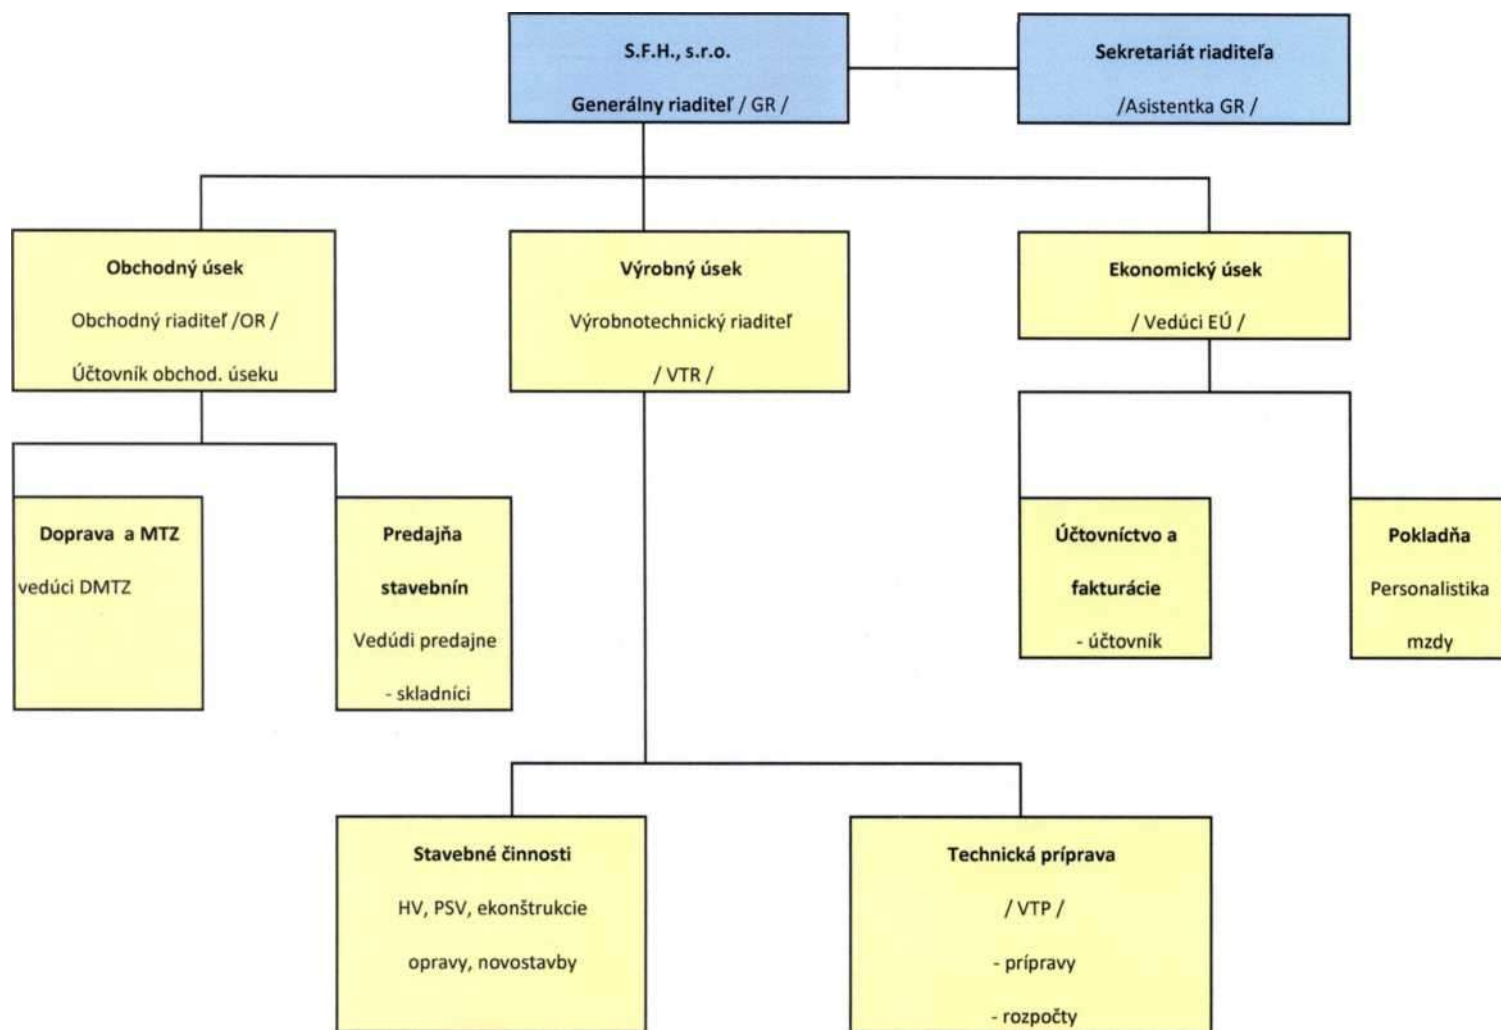 S.F.H., s.r.o.
Generálny riaditeľ / GR /
Sekretariát riaditeľa
/Asistentka GR /
Obchodný úsek
Obchodný riaditeľ /OR /
Účtovník obchod. úseku
Výrobný úsek
Výrobnotechnický riaditeľ
/ VTR /
Ekonomický úsek
/ Vedúci EÚ /
Doprava a MTZ
vedúci DMTZ
Predajňa
stavebnín
Vedúdi predajne
- skladníci
Účtovníctvo a
fakturácie
- účtovník
Pokladňa
Personalistika
mzdy
Stavebné činnosti
HV, PSV, ekonštrukcie
opravy, novostavby
Technická príprava
/ VTP /
- prípravy
- rozpočty